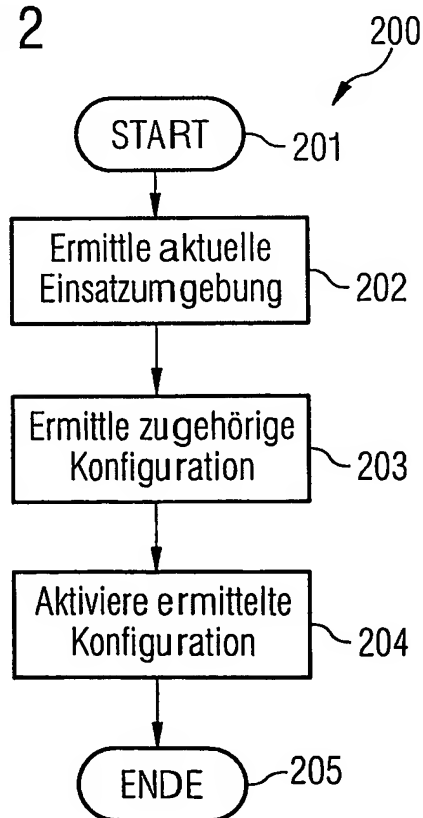 2
200
START
201
Ermittle aktuelle
Einsatzumgebung
202
Ermittle zugehörige
Konfiguration
203
Aktiviere ermittelte
Konfiguration
204
ENDE
205